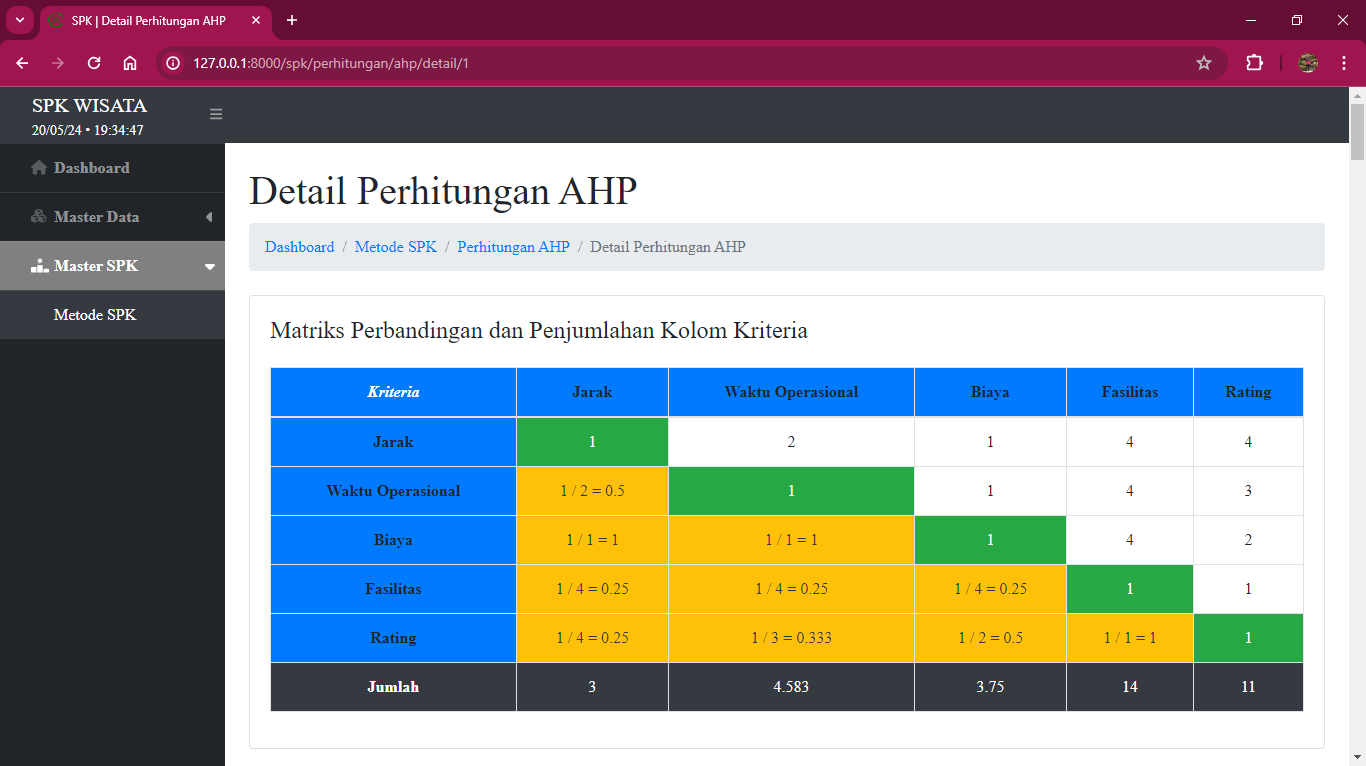 SPK | Detail Perhitungan AHP
127.0.0.1:8000/spk/perhitungan/ahp/detail/1
SPK WISATA
20/05/24 • 19:34:47
Dashboard
Master Data
Master SPK
Metode SPK
Detail Perhitungan AHP
Dashboard / Metode SPK / Perhitungan AHP / Detail Perhitungan AHP
Matriks Perbandingan dan Penjumlahan Kolom Kriteria
Kriteria Jarak Waktu Operasional Biaya Fasilitas Rating
Jarak 1 2 1 4 4
Waktu Operasional 1 / 2 = 0.5 1 1 4 3
Biaya 1 / 1 = 1 1 / 1 = 1 1 4 2
Fasilitas 1 / 4 = 0.25 1 / 4 = 0.25 1 / 4 = 0.25 1 1
Rating 1 / 4 = 0.25 1 / 3 = 0.333 1 / 2 = 0.5 1 / 1 = 1 1
Jumlah 3 4.583 3.75 14 11